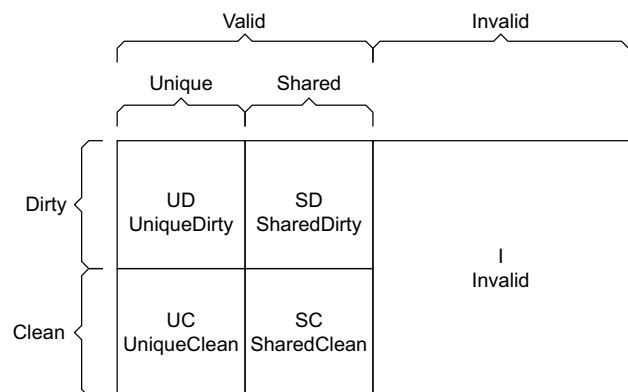 Valid
Invalid
Unique
Shared
Dirty
UD
UniqueDirty
SD
SharedDirty
I
Invalid
Clean
UC
UniqueClean
SC
SharedClean